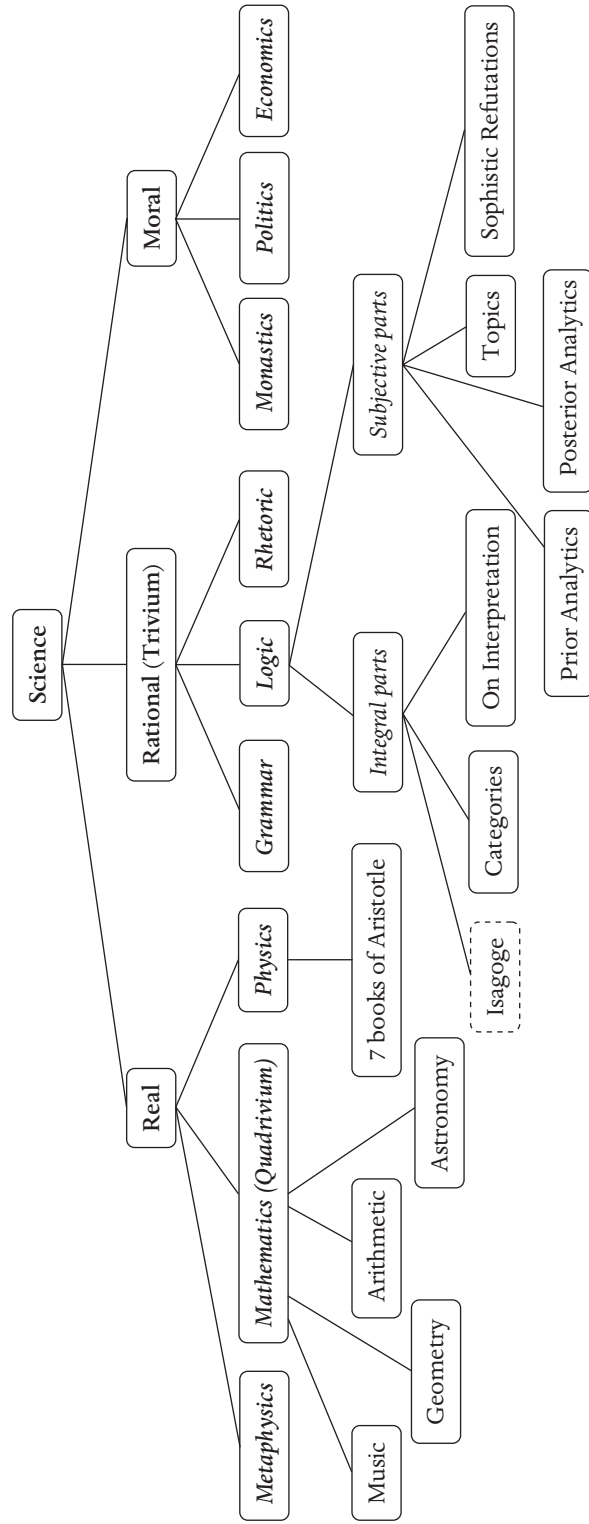 Science
Real
Rational (Trivium)
Moral
Metaphysics
Mathematics (Quadrivium)
Physics
Grammar
Logic
Rhetoric
Monastics
Politics
Economics
Music
Geometry
Arithmetic
Astronomy
7 books of Aristotle
Integral parts
Subjective parts
Isagoge
Categories
On Interpretation
Prior Analytics
Posterior Analytics
Topics
Sophistic Refutations